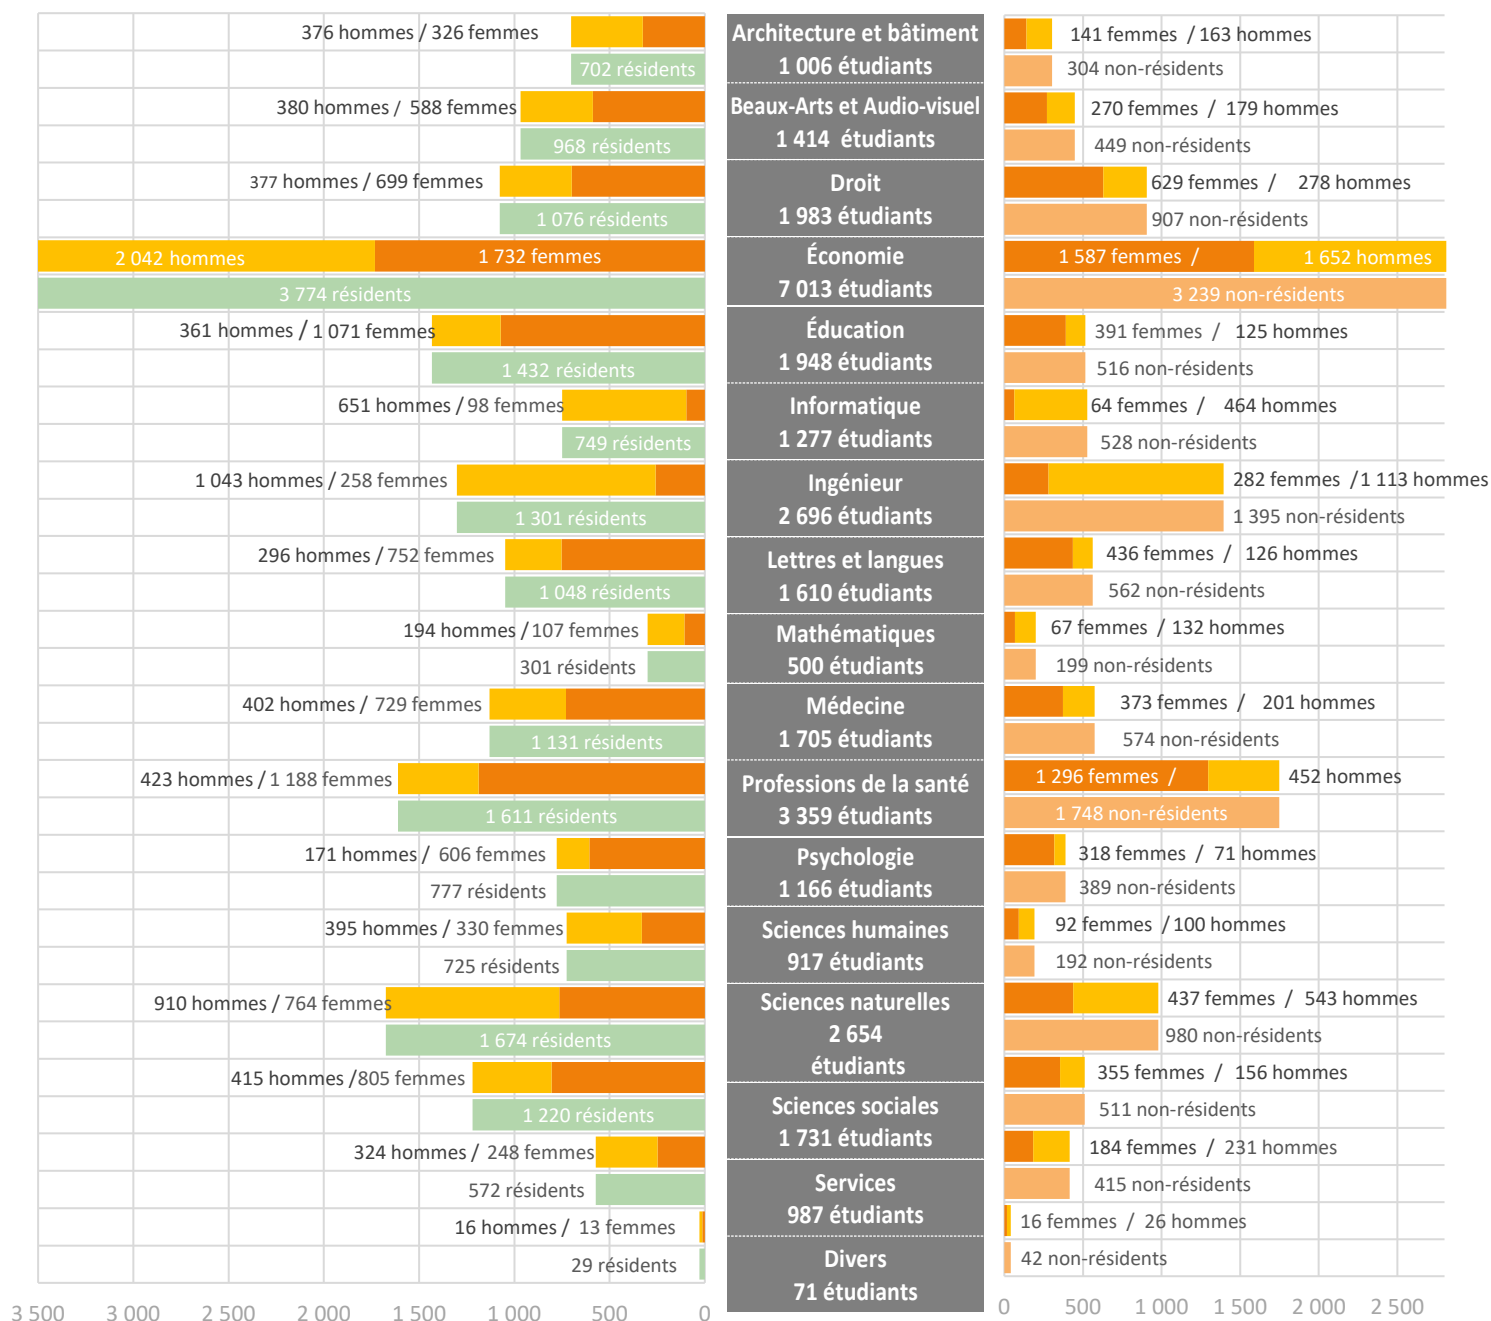 376 hommes / 326 femmes
702 résidents
Architecture et bâtiment
1 006 étudiants
141 femmes / 163 hommes
304 non-résidents
380 hommes / 588 femmes
968 résidents
Beaux-Arts et Audio-visuel
1 414 étudiants
270 femmes / 179 hommes
449 non-résidents
377 hommes / 699 femmes
1 076 résidents
Droit
1 983 étudiants
629 femmes / 278 hommes
907 non-résidents
2 042 hommes 1 732 femmes
3 774 résidents
Économie
7 013 étudiants
1 587 femmes / 1 652 hommes
3 239 non-résidents
361 hommes / 1 071 femmes
1 432 résidents
Éducation
1 948 étudiants
391 femmes / 125 hommes
516 non-résidents
651 hommes / 98 femmes
749 résidents
Informatique
1 277 étudiants
64 femmes / 464 hommes
528 non-résidents
1 043 hommes / 258 femmes
1 301 résidents
Ingénieur
2 696 étudiants
282 femmes / 1 113 hommes
1 395 non-résidents
296 hommes / 752 femmes
1 048 résidents
Lettres et langues
1 610 étudiants
436 femmes / 126 hommes
562 non-résidents
194 hommes / 107 femmes
301 résidents
Mathématiques
500 étudiants
67 femmes / 132 hommes
199 non-résidents
402 hommes / 729 femmes
1 131 résidents
Médecine
1 705 étudiants
373 femmes / 201 hommes
574 non-résidents
423 hommes / 1 188 femmes
1 611 résidents
Professions de la santé
3 359 étudiants
1 296 femmes / 452 hommes
1 748 non-résidents
171 hommes / 606 femmes
777 résidents
Psychologie
1 166 étudiants
318 femmes / 71 hommes
389 non-résidents
395 hommes / 330 femmes
725 résidents
Sciences humaines
917 étudiants
92 femmes / 100 hommes
192 non-résidents
910 hommes / 764 femmes
1 674 résidents
Sciences naturelles
2 654
étudiants
437 femmes / 543 hommes
980 non-résidents
415 hommes / 805 femmes
1 220 résidents
Sciences sociales
1 731 étudiants
355 femmes / 156 hommes
511 non-résidents
324 hommes / 248 femmes
572 résidents
Services
987 étudiants
184 femmes / 231 hommes
415 non-résidents
16 hommes / 13 femmes
29 résidents
Divers
71 étudiants
16 femmes / 26 hommes
42 non-résidents
3 500 3 000 2 500 2 000 1 500 1 000 500 0
0 500 1 000 1 500 2 000 2 500